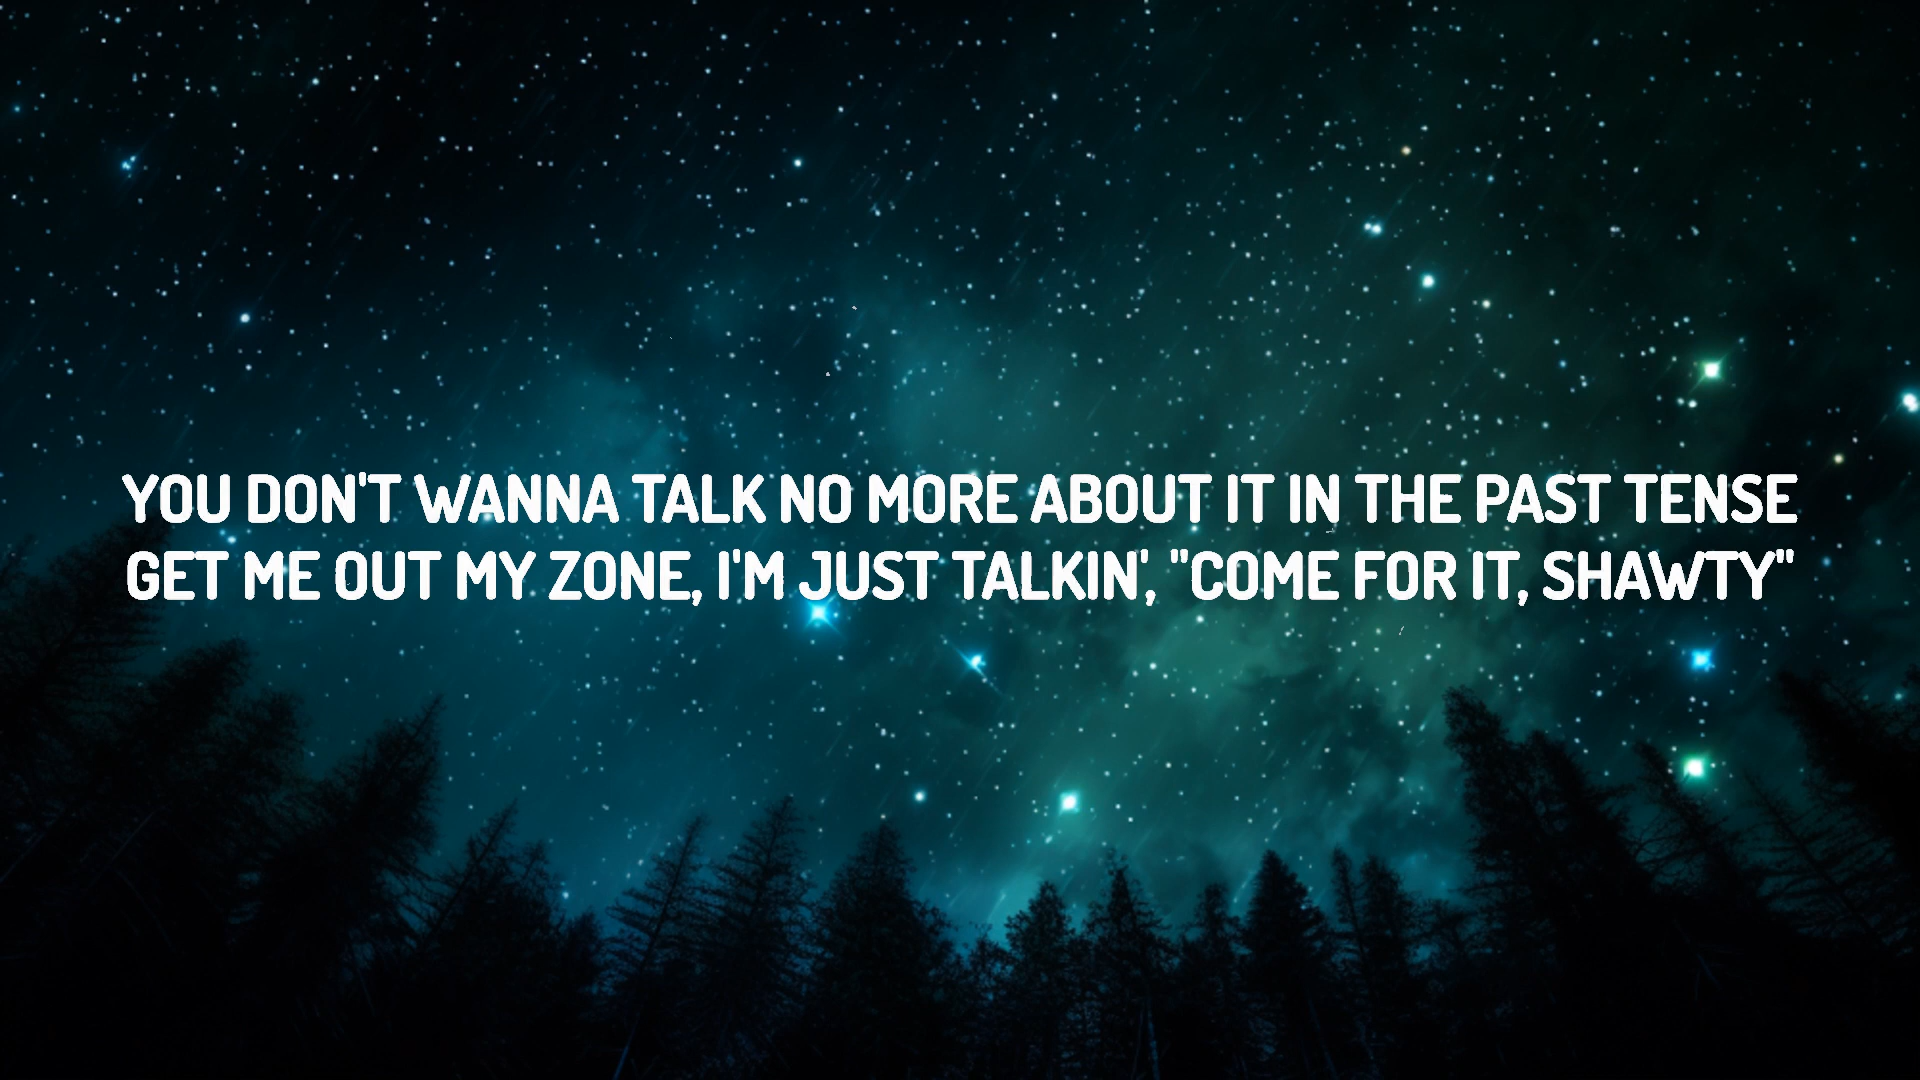 YOU DON'T WANNA TALK NO MORE ABOUT IT IN THE PAST TENSE
GET ME OUT MY ZONE, I'M JUST TALKIN', "COME FOR IT, SHAWTY"